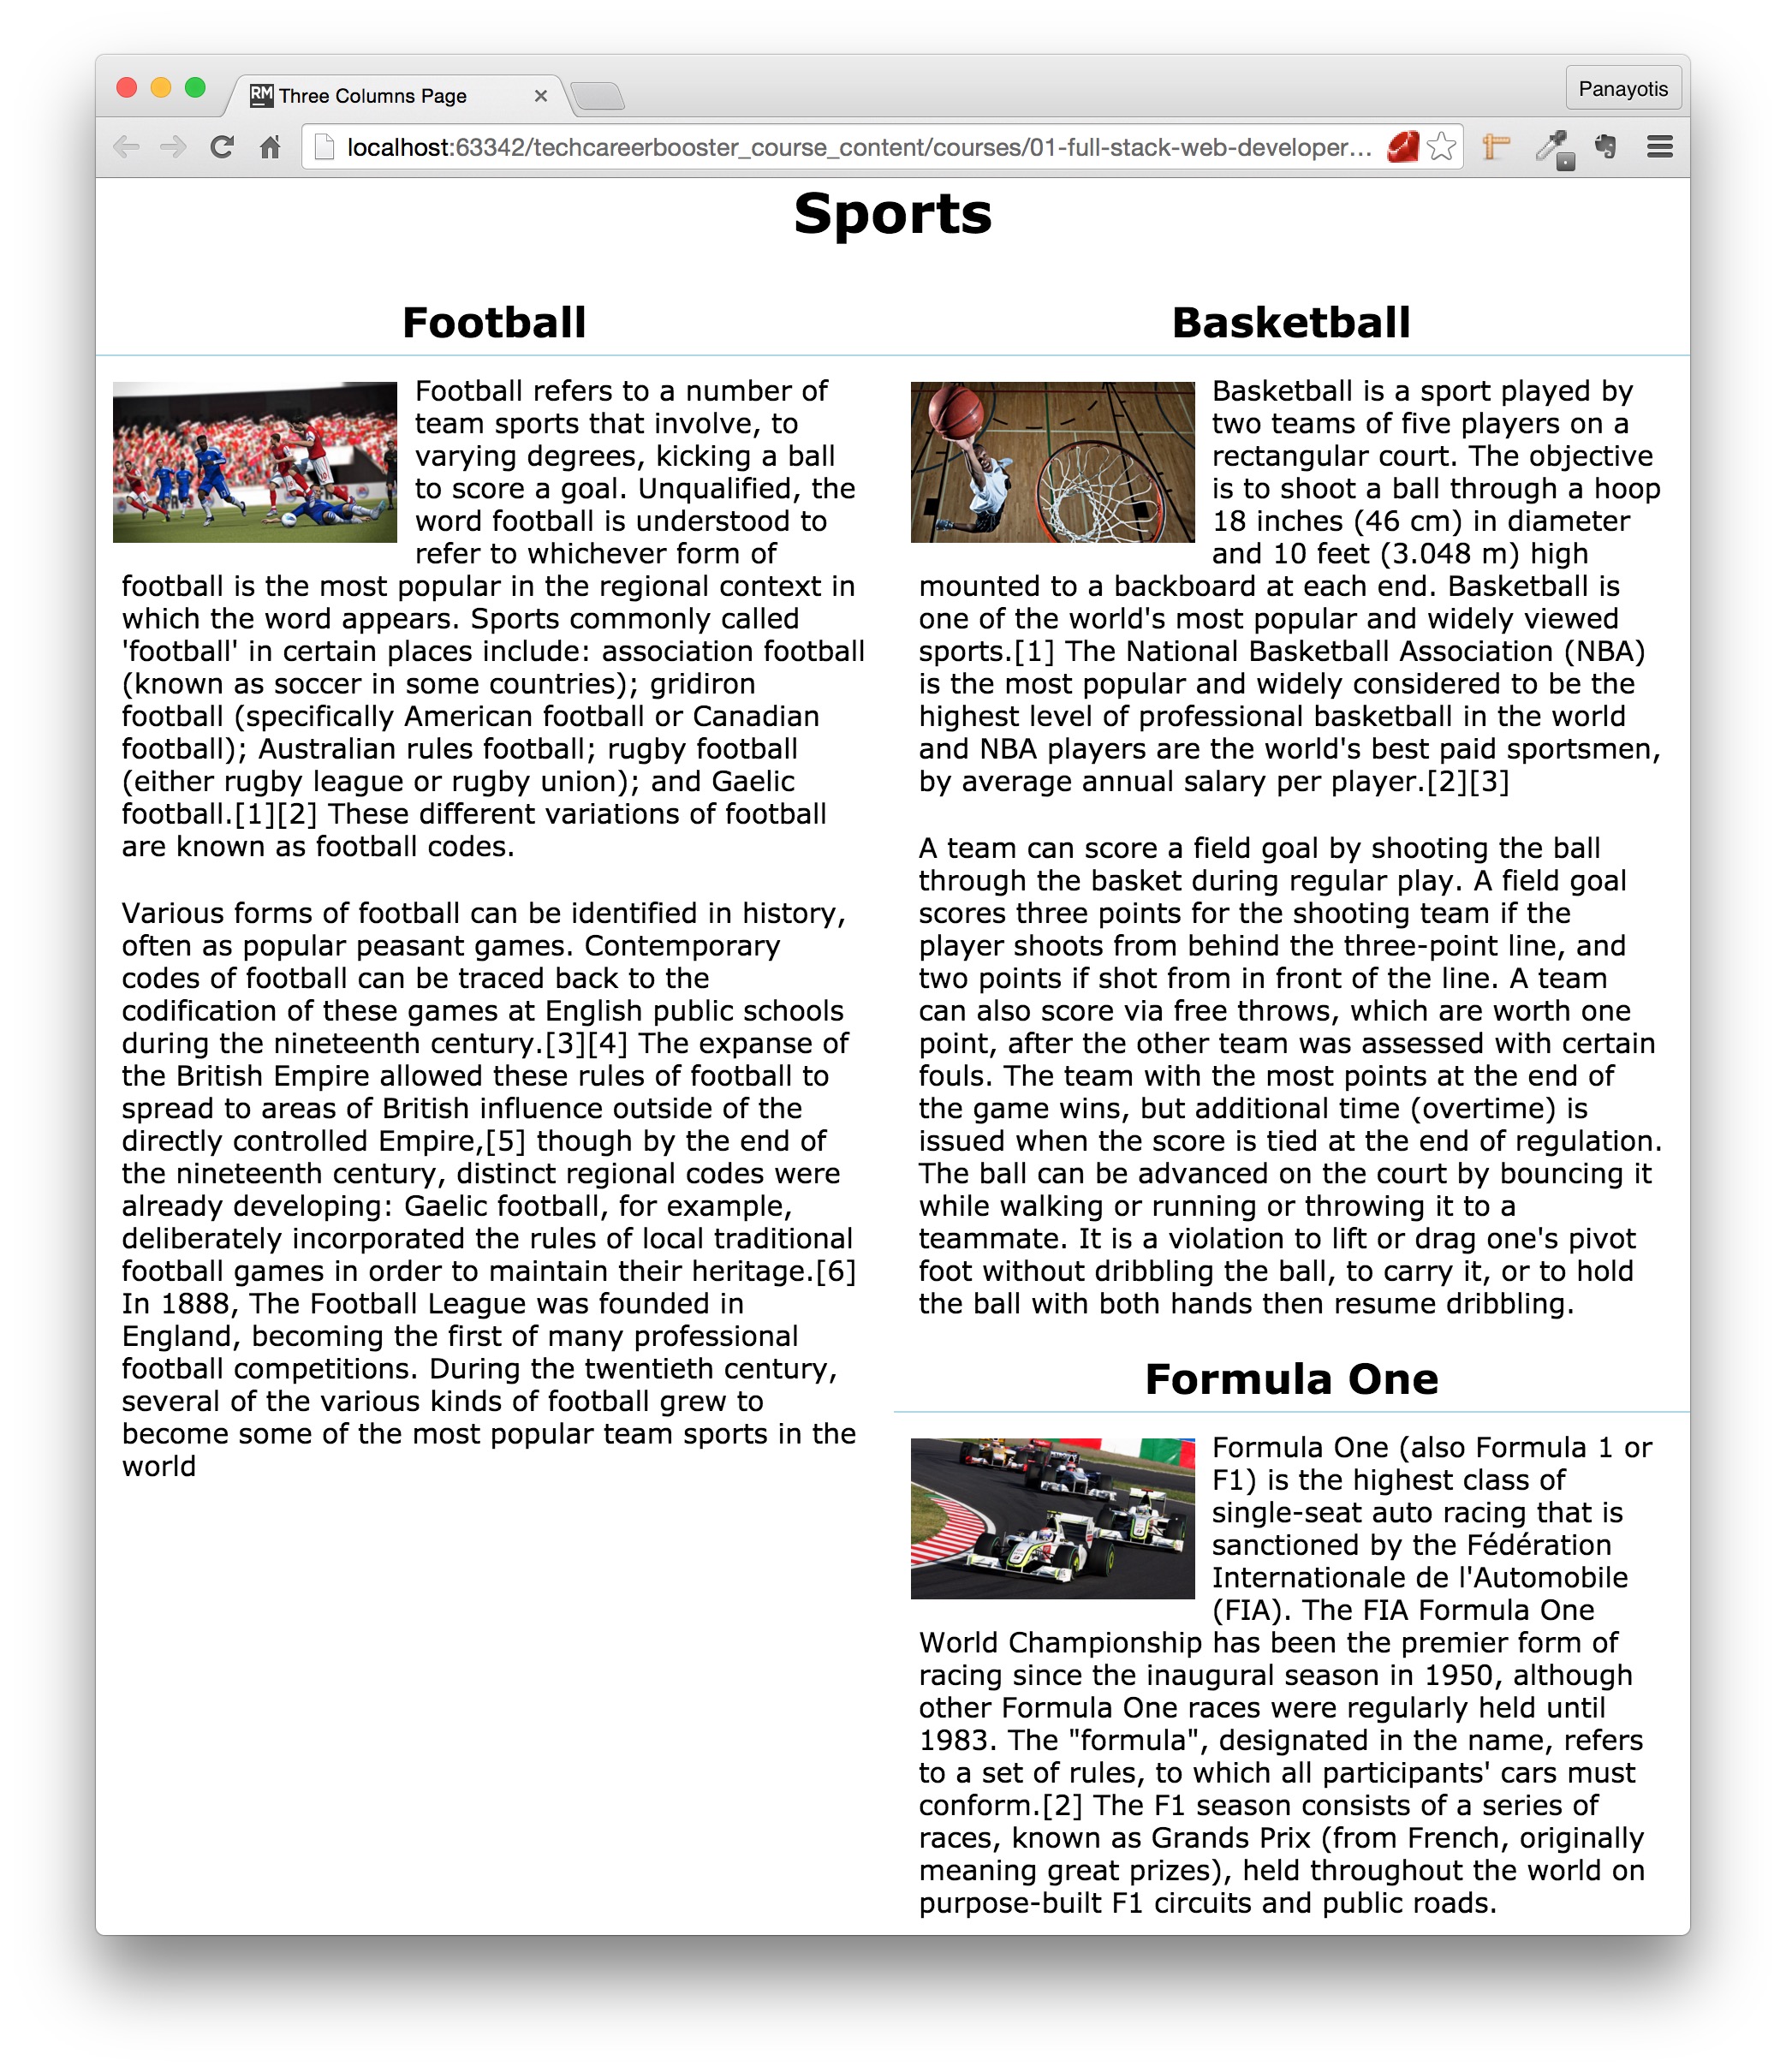 RM Three Columns Page
Panayotis
localhost:63342/techcareerbooster_course_content/courses/01-full-stack-web-developer...
Sports
Football
Football refers to a number of
team sports that involve, to
varying degrees, kicking a ball
to score a goal. Unqualified, the
word football is understood to
refer to whichever form of
football is the most popular in the regional context in
which the word appears. Sports commonly called
'football' in certain places include: association football
(known as soccer in some countries); gridiron
football (specifically American football or Canadian
football); Australian rules football; rugby football
(either rugby league or rugby union); and Gaelic
football.[1][2] These different variations of football
are known as football codes.
Various forms of football can be identified in history,
often as popular peasant games. Contemporary
codes of football can be traced back to the
codification of these games at English public schools
during the nineteenth century.[3][4] The expanse of
the British Empire allowed these rules of football to
spread to areas of British influence outside of the
directly controlled Empire,[5] though by the end of
the nineteenth century, distinct regional codes were
already developing: Gaelic football, for example,
deliberately incorporated the rules of local traditional
football games in order to maintain their heritage.[6]
In 1888, The Football League was founded in
England, becoming the first of many professional
football competitions. During the twentieth century,
several of the various kinds of football grew to
become some of the most popular team sports in the
world
Basketball
Basketball is a sport played by
two teams of five players on a
rectangular court. The objective
is to shoot a ball through a hoop
18 inches (46 cm) in diameter
and 10 feet (3.048 m) high
mounted to a backboard at each end. Basketball is
one of the world's most popular and widely viewed
sports.[1] The National Basketball Association (NBA)
is the most popular and widely considered to be the
highest level of professional basketball in the world
and NBA players are the world's best paid sportsmen,
by average annual salary per player.[2][3]
A team can score a field goal by shooting the ball
through the basket during regular play. A field goal
scores three points for the shooting team if the
player shoots from behind the three-point line, and
two points if shot from in front of the line. A team
can also score via free throws, which are worth one
point, after the other team was assessed with certain
fouls. The team with the most points at the end of
the game wins, but additional time (overtime) is
issued when the score is tied at the end of regulation.
The ball can be advanced on the court by bouncing it
while walking or running or throwing it to a
teammate. It is a violation to lift or drag one's pivot
foot without dribbling the ball, to carry it, or to hold
the ball with both hands then resume dribbling.
Formula One
Formula One (also Formula 1 or
F1) is the highest class of
single-seat auto racing that is
sanctioned by the Fédération
Internationale de l'Automobile
(FIA). The FIA Formula One
World Championship has been the premier form of
racing since the inaugural season in 1950, although
other Formula One races were regularly held until
1983. The "formula", designated in the name, refers
to a set of rules, to which all participants' cars must
conform.[2] The F1 season consists of a series of
races, known as Grands Prix (from French, originally
meaning great prizes), held throughout the world on
purpose-built F1 circuits and public roads.